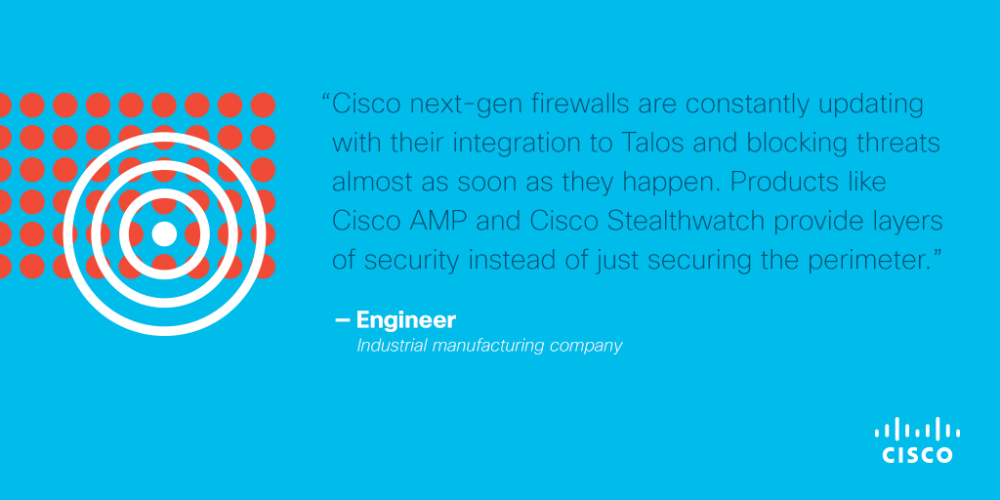 “Cisco next-gen firewalls are constantly updating
with their integration to Talos and blocking threats
almost as soon as they happen. Products like
Cisco AMP and Cisco Stealthwatch provide layers
of security instead of just securing the perimeter.”
– Engineer
Industrial manufacturing company
CISCO